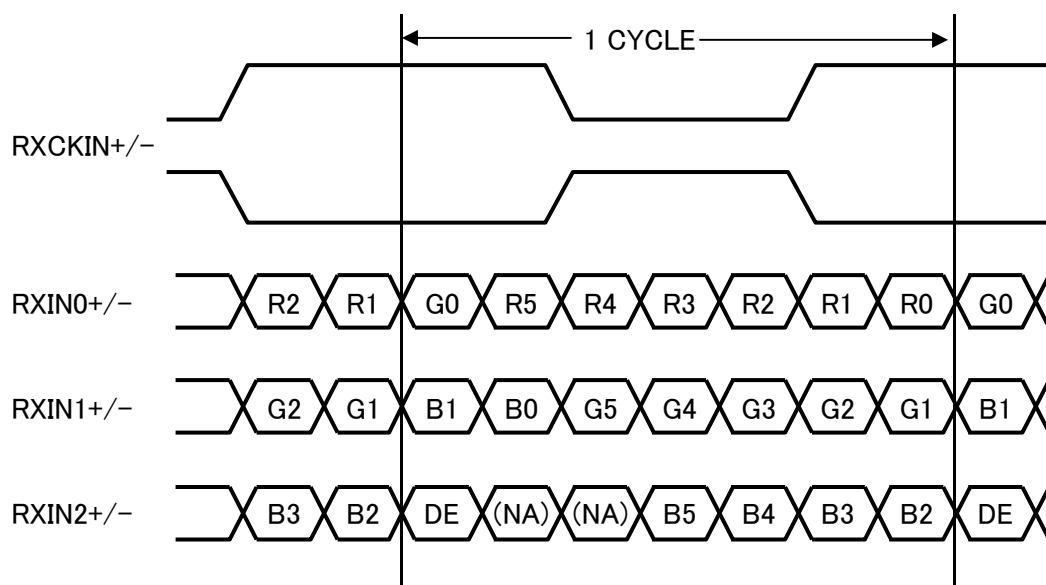 1 CYCLE
RXCKIN+/-
RXIN0+/- R2 R1 G0 R5 R4 R3 R2 R1 R0 G0
RXIN1+/- G2 G1 B1 B0 G5 G4 G3 G2 G1 B1
RXIN2+/- B3 B2 DE (NA) (NA) B5 B4 B3 B2 DE